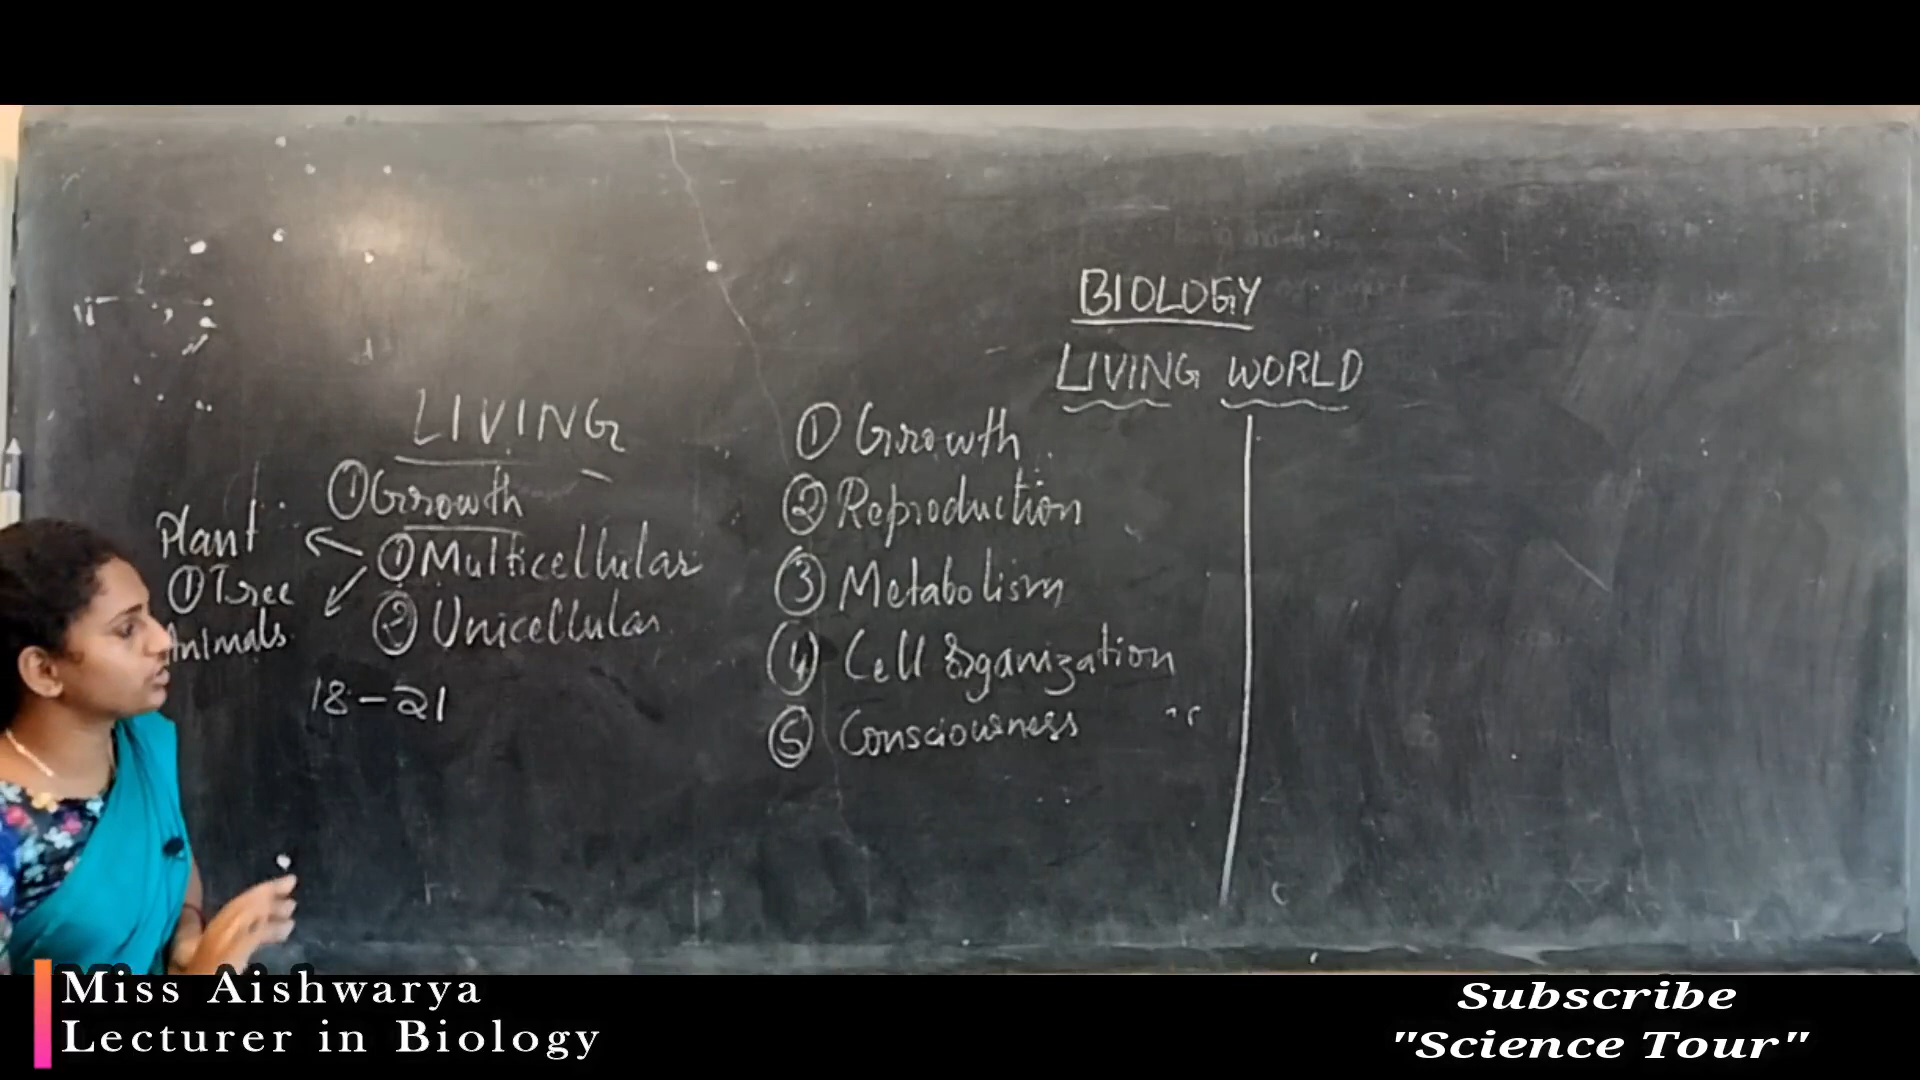 BIOLOGY
LIVING WORLD
LIVING
① Growth
① Multicellular
② Unicellular
Plant
① Tree
Animals
18-21
① Growth
② Reproduction
③ Metabolism
④ Cell Organization
⑤ Consciousness
Miss Aishwarya
Lecturer in Biology
Subscribe
"Science Tour"